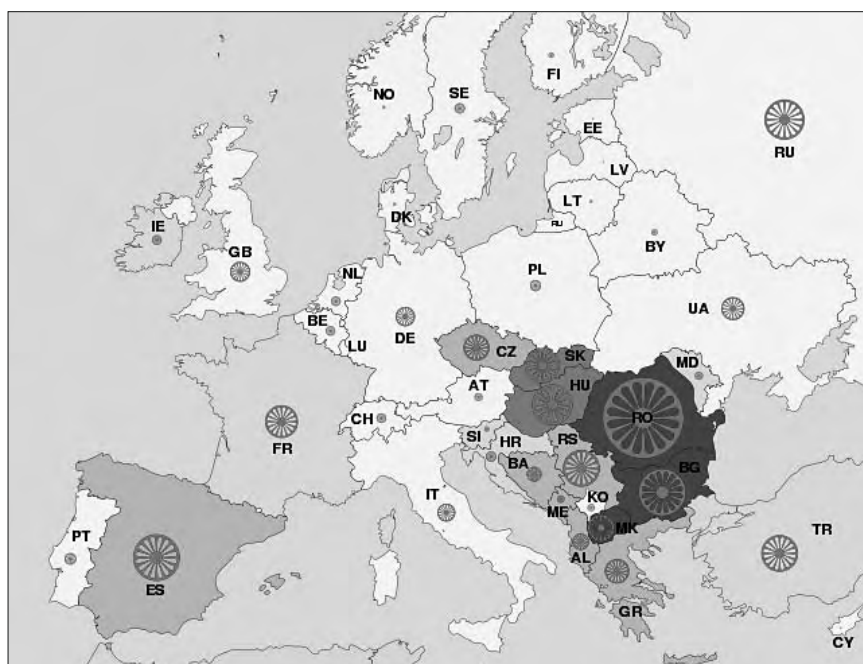 NO
SE
FI
RU
EE
LV
LT
DK
RU
BY
IE
GB
NL
PL
BE
LU
DE
UA
CZ
SK
MD
AT
HU
CH
RO
SI
HR
RS
FR
BA
BG
IT
ME
KO
MK
PT
TR
AL
ES
GR
CY